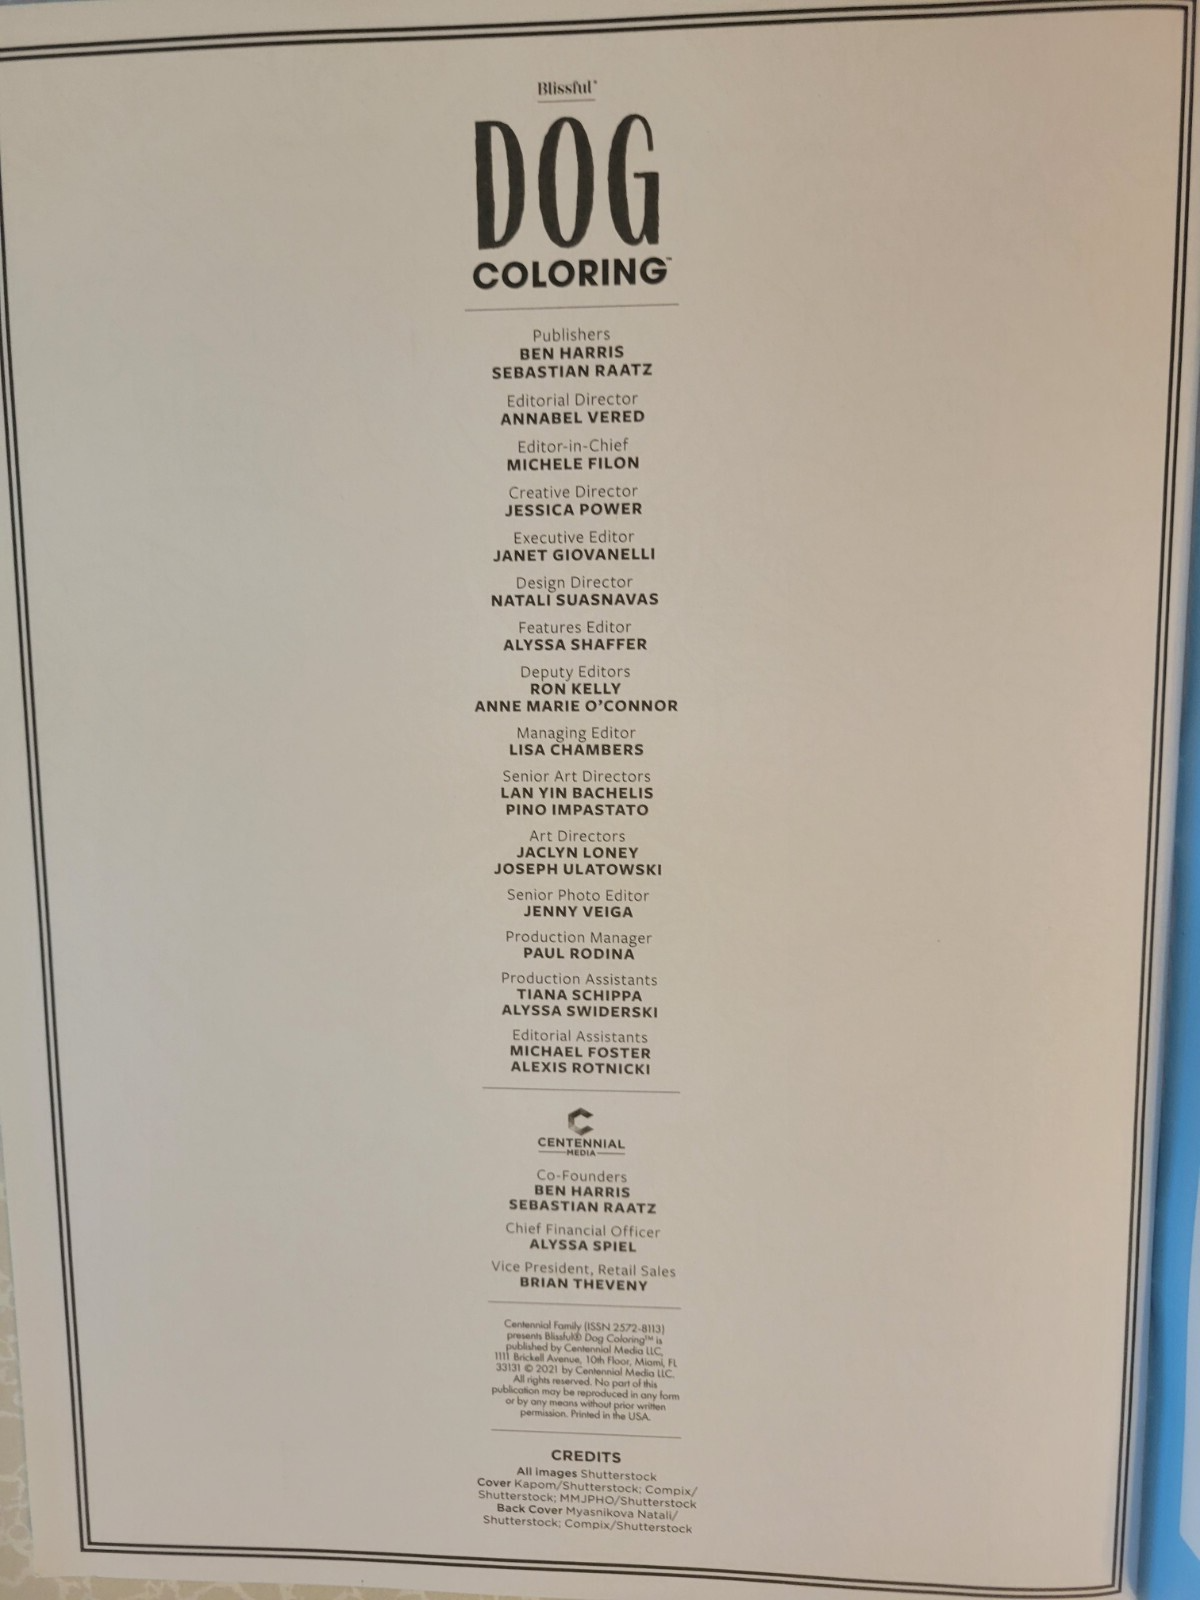 Blissful®
DOG
COLORING™
Publishers
BEN HARRIS
SEBASTIAN RAATZ
Editorial Director
ANNABEL VERED
Editor-in-Chief
MICHELE FILON
Creative Director
JESSICA POWER
Executive Editor
JANET GIOVANELLI
Design Director
NATALI SUASNAVAS
Features Editor
ALYSSA SHAFFER
Deputy Editors
RON KELLY
ANNE MARIE O’CONNOR
Managing Editor
LISA CHAMBERS
Senior Art Directors
LAN YIN BACHELIS
PINO IMPASTATO
Art Directors
JACLYN LONEY
JOSEPH ULATOWSKI
Senior Photo Editor
JENNY VEIGA
Production Manager
PAUL RODINA
Production Assistants
TIANA SCHIPPA
ALYSSA SWIDERSKI
Editorial Assistants
MICHAEL FOSTER
ALEXIS ROTNICKI
CENTENNIAL
MEDIA
Co-Founders
BEN HARRIS
SEBASTIAN RAATZ
Chief Financial Officer
ALYSSA SPIEL
Vice President, Retail Sales
BRIAN THEVENY
Centennial Family (ISSN 2572-8113)
presents Blissful® Dog Coloring™ is
published by Centennial Media LLC,
1111 Brickell Avenue, 10th Floor, Miami, FL
33131 © 2021 by Centennial Media LLC.
All rights reserved. No part of this
publication may be reproduced in any form
or by any means without prior written
permission. Printed in the USA.
CREDITS
All images Shutterstock
Cover Kapom/Shutterstock; Compix/
Shutterstock; MMJPHO/Shutterstock
Back Cover Myasnikova Natali/
Shutterstock; Compix/Shutterstock